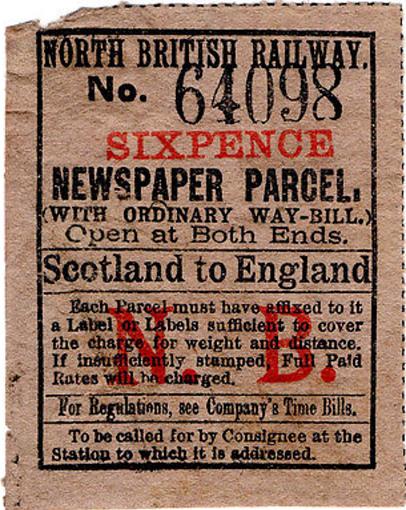 NORTH BRITISH RAILWAY.
No. 64098
SIXPENCE
NEWSPAPER PARCEL.
(WITH ORDINARY WAY-BILL.)
Open at Both Ends.
Scotland to England
N. B.
Each Parcel must have affixed to it
a Label or Labels sufficient to cover
the charge for weight and distance.
If insufficiently stamped, Full Paid
Rates will be charged.
For Regulations, see Company's Time Bills.
To be called for by Consignee at the
Station to which it is addressed.